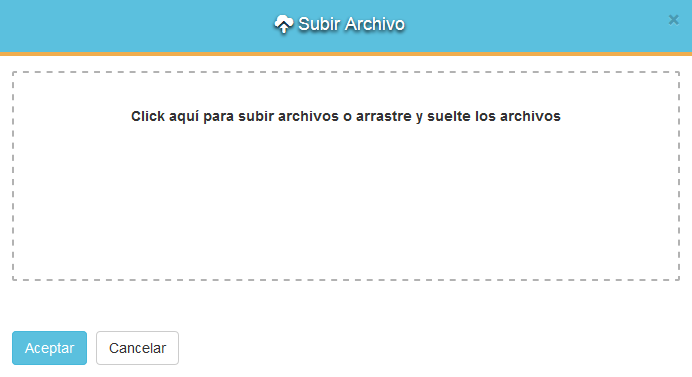 Subir Archivo
×
Click aquí para subir archivos o arrastre y suelte los archivos
Aceptar
Cancelar